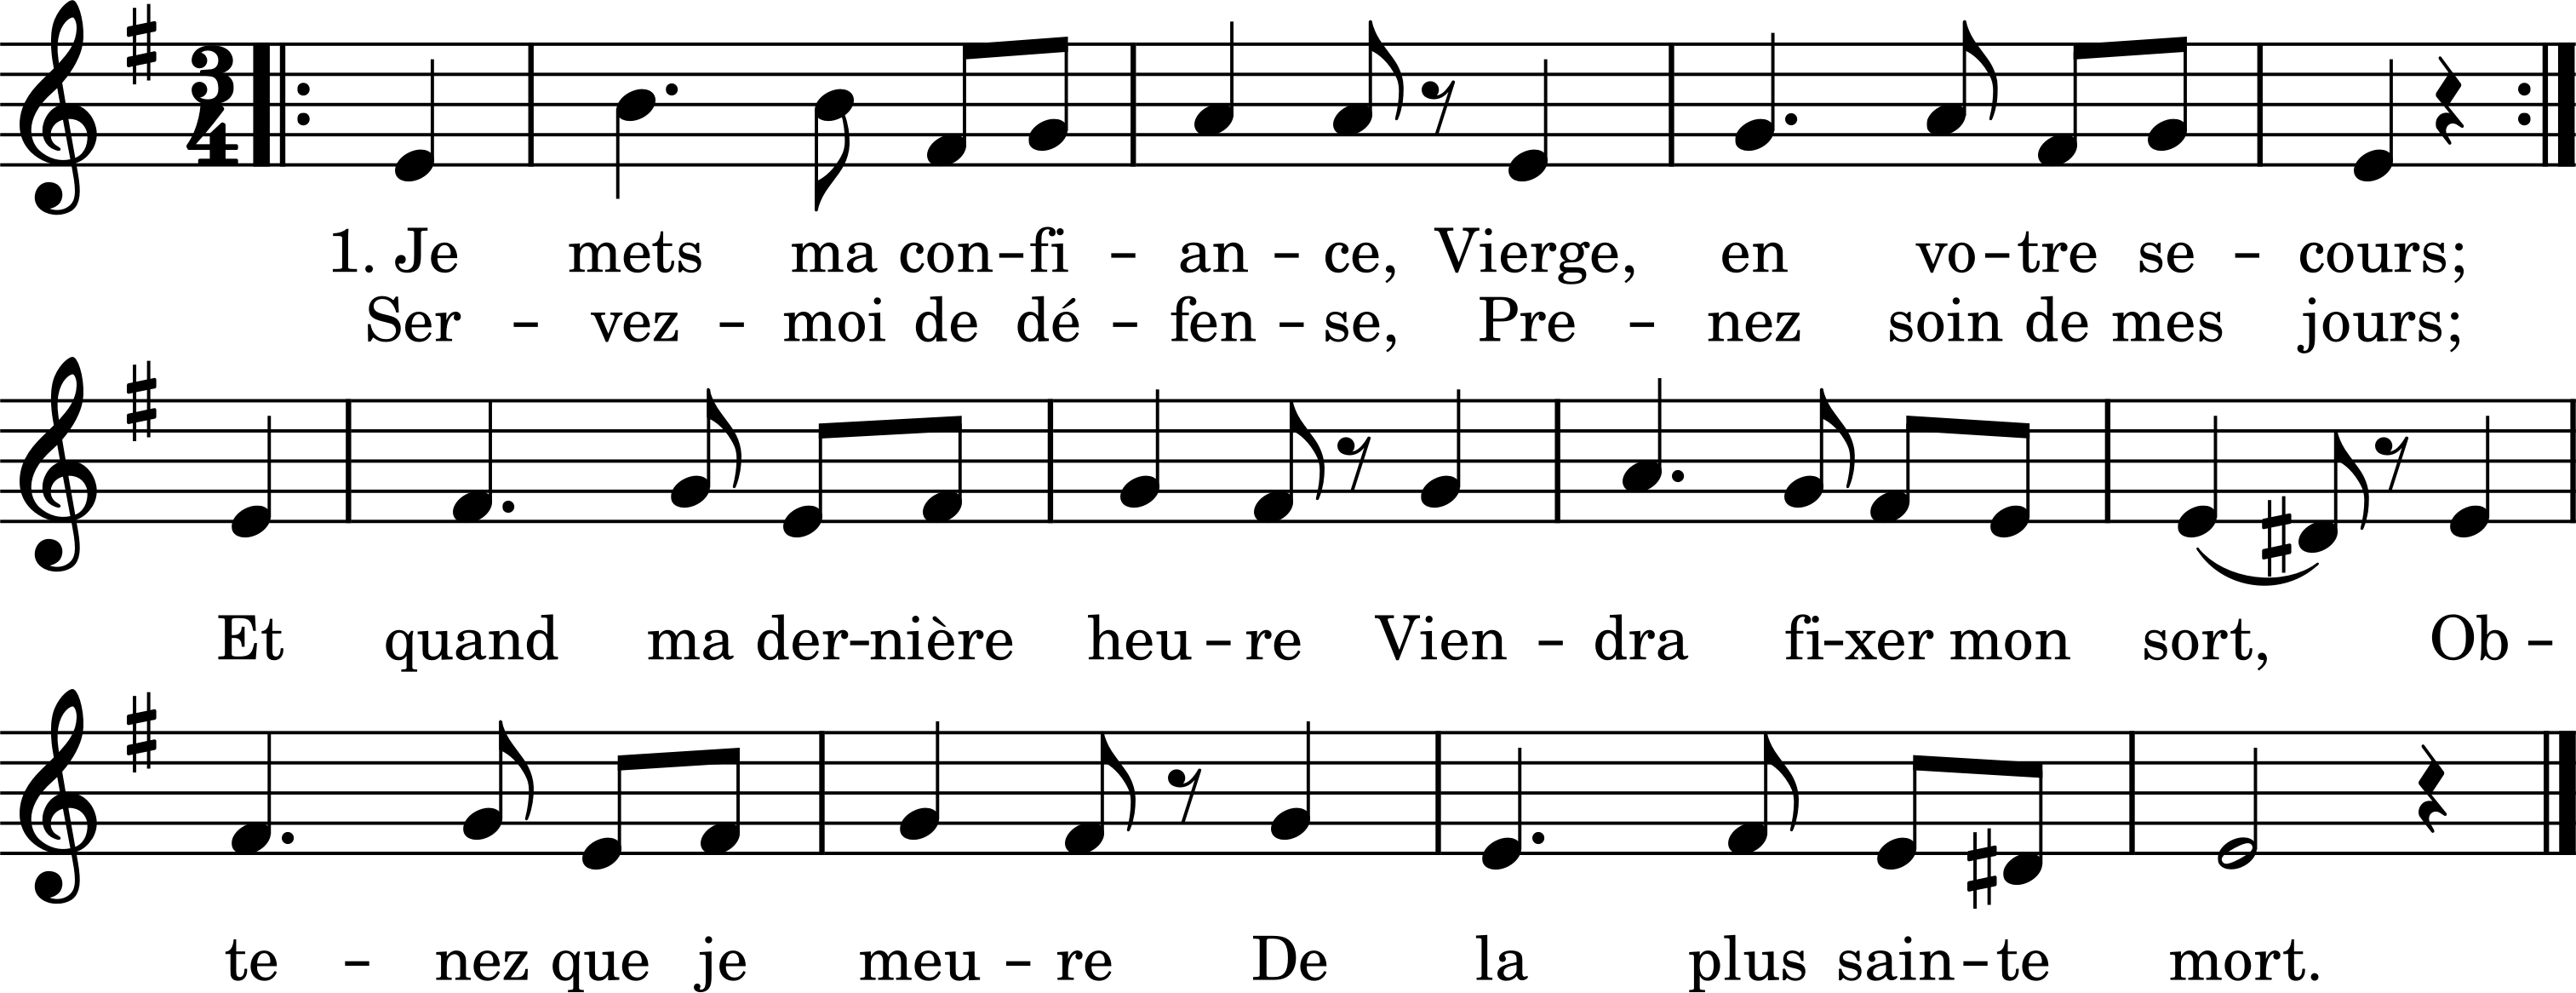 1. Je mets ma con-fi - an - ce, Vierge, en vo-tre se - cours;
Ser - vez - moi de dé - fen - se, Pre - nez soin de mes jours;
Et quand ma der-nière heu - re Vien - dra fi-xer mon sort, Ob -
te - nez que je meu - re De la plus sain-te mort.